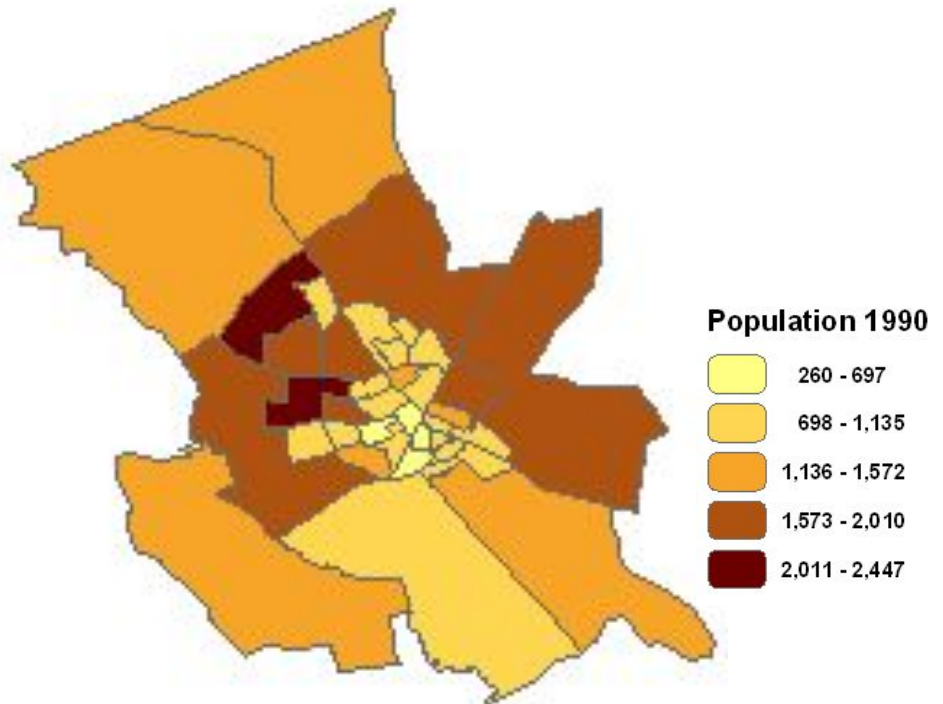 Population 1990
260 - 697
698 - 1,135
1,136 - 1,572
1,573 - 2,010
2,011 - 2,447